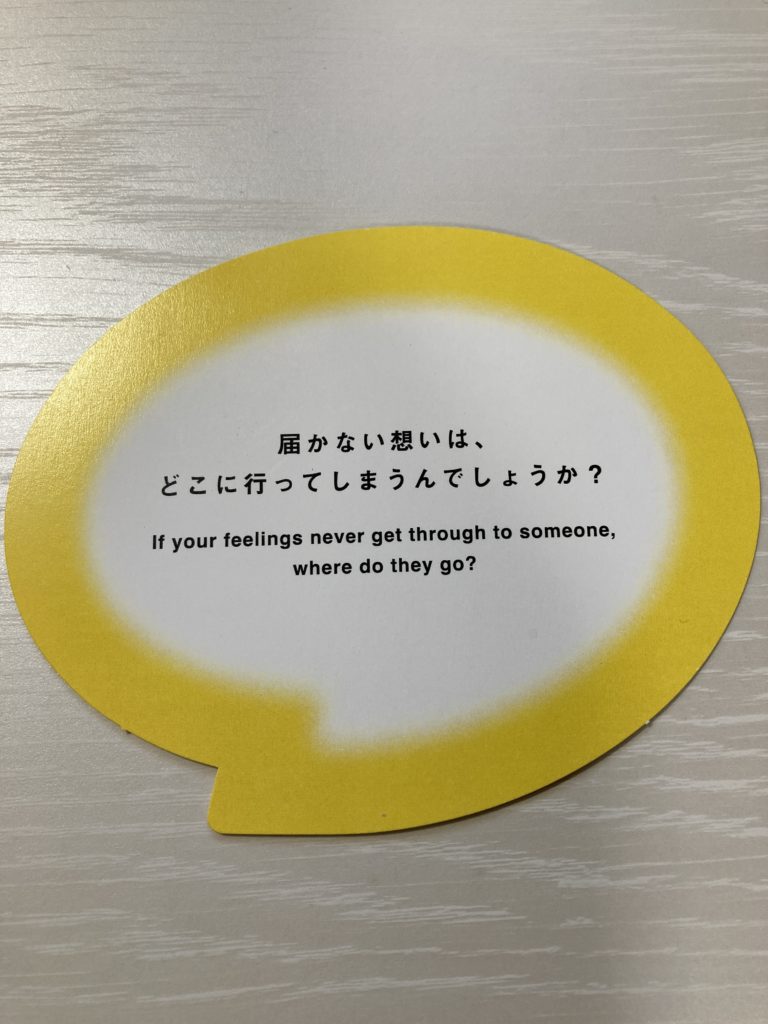 届かない想いは、
どこに行ってしまうんでしょうか？
If your feelings never get through to someone,
where do they go?